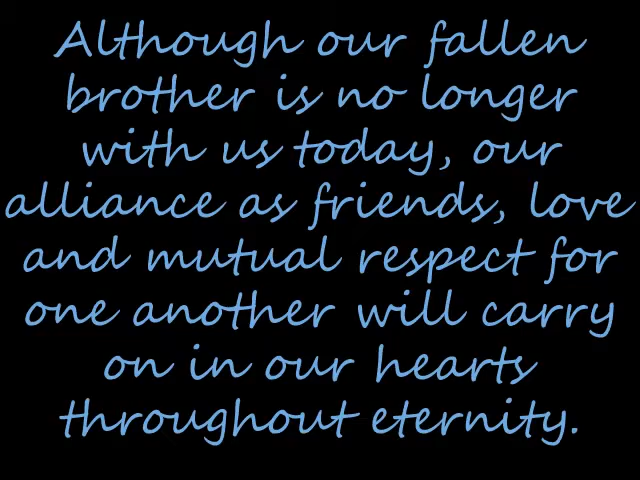 Although our fallen
brother is no longer
with us today, our
alliance as friends, love
and mutual respect for
one another will carry
on in our hearts
throughout eternity.